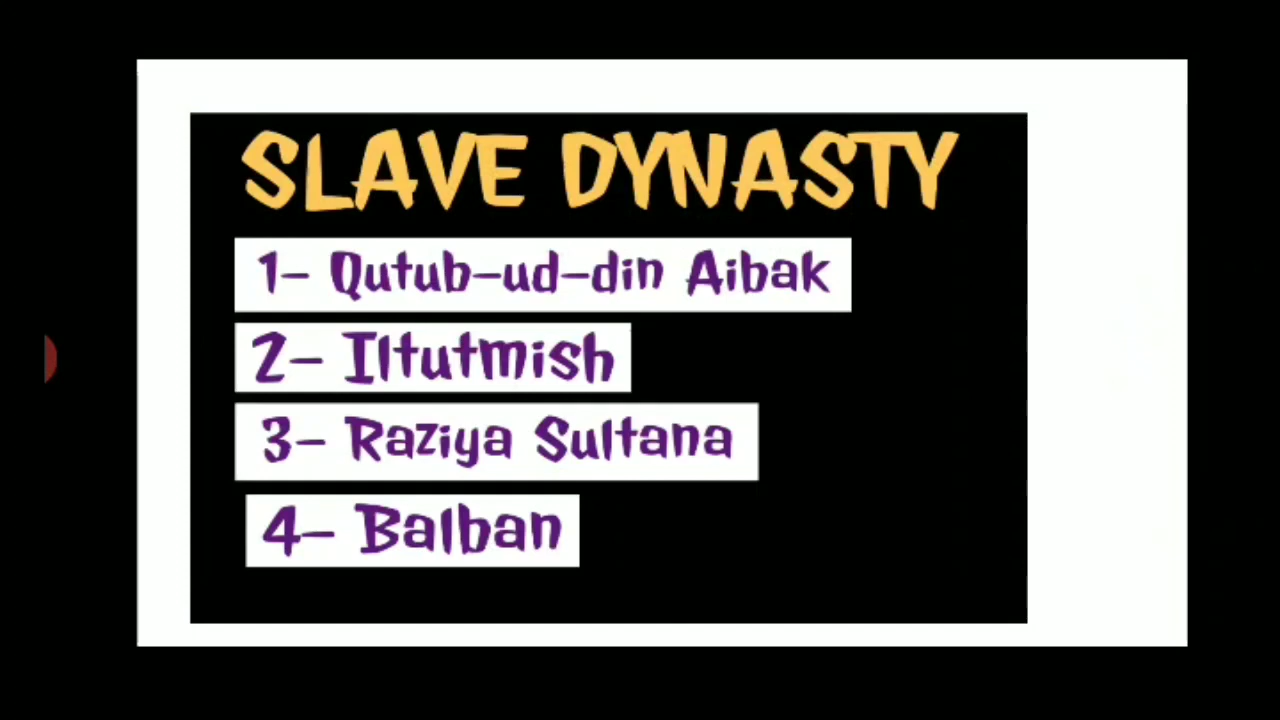 SLAVE DYNASTY
1- Qutub-ud-din Aibak
2- Iltutmish
3- Raziya Sultana
4- Balban